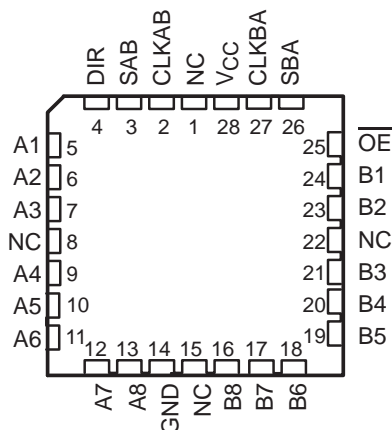 DIR SAB CLKAB NC VCC CLKBA SBA
4 3 2 1 28 27 26
A1 5 25 OE
A2 6 24 B1
A3 7 23 B2
NC 8 22 NC
A4 9 21 B3
A5 10 20 B4
A6 11 19 B5
12 13 14 15 16 17 18
A7 A8 GND NC B8 B7 B6